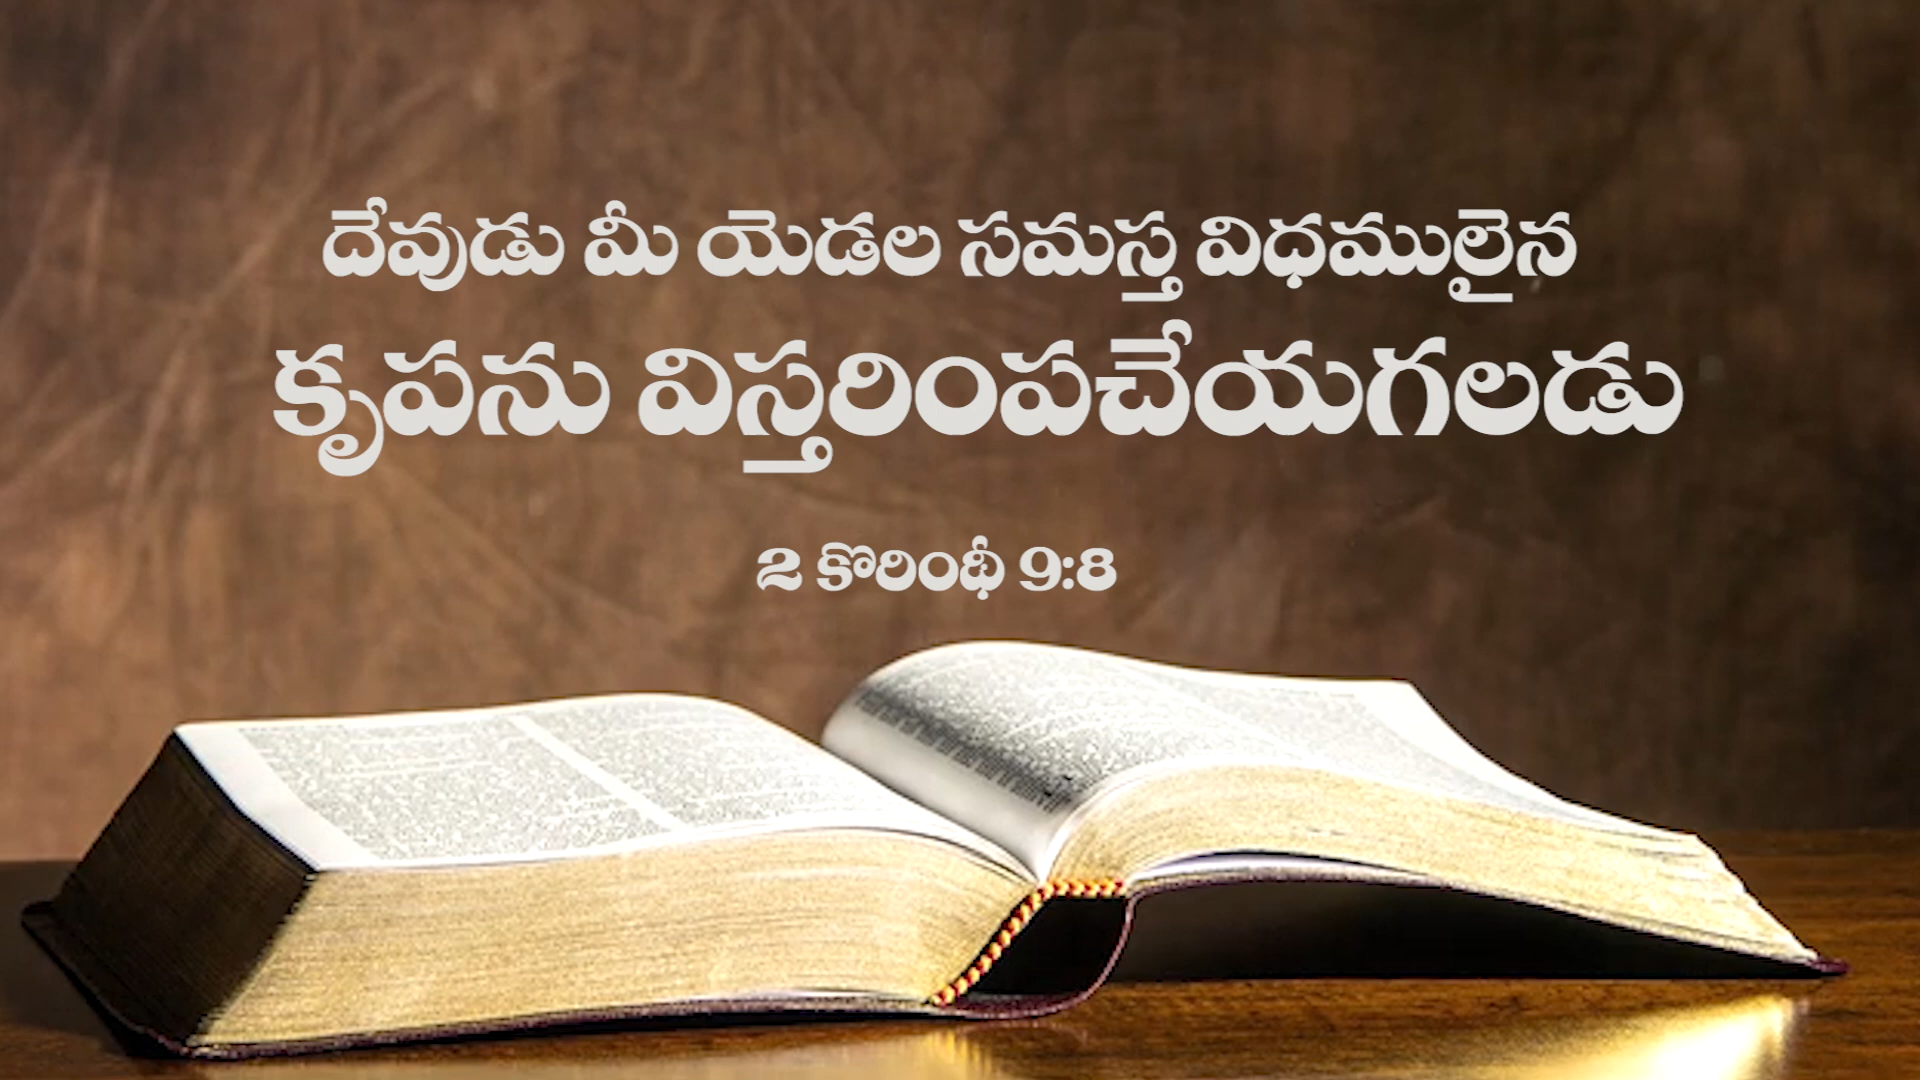 దేవుడు మీ యెడల సమస్త విధములైన
కృపను విస్తరింపచేయగలడు
2 కొరింథీ 9:8